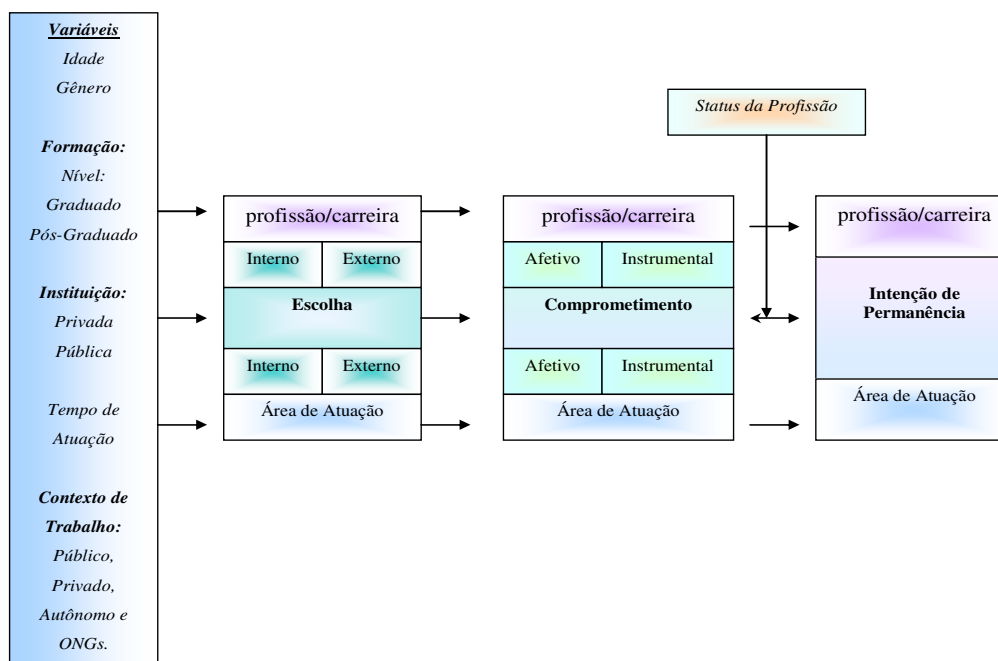 Variáveis
Idade
Gênero
Formação:
Nível:
Graduado
Pós-Graduado
Instituição:
Privada
Pública
Tempo de
Atuação
Contexto de
Trabalho:
Público,
Privado,
Autônomo e
ONGs.
profissão/carreira
Interno Externo
Escolha
Interno Externo
Área de Atuação
profissão/carreira
Afetivo Instrumental
Comprometimento
Afetivo Instrumental
Área de Atuação
Status da Profissão
profissão/carreira
Intenção de
Permanência
Área de Atuação